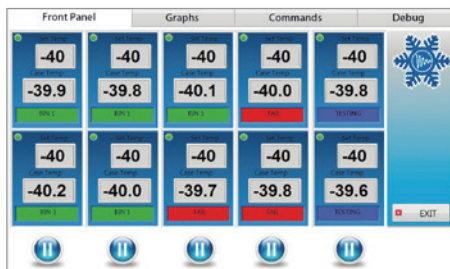 Front Panel Graphs Commands Debug
Set Temp Set Temp Set Temp Set Temp Set Temp
-40 -40 -40 -40 -40
Case Temp Case Temp Case Temp Case Temp Case Temp
-39.9 -39.8 -40.1 -40.0 -39.8
BIN 1 BIN 1 BIN 1 FAIL TESTING
Set Temp Set Temp Set Temp Set Temp Set Temp
-40 -40 -40 -40 -40
Case Temp Case Temp Case Temp Case Temp Case Temp
-40.2 -40.0 -39.7 -39.8 -39.6
BIN 1 BIN 1 FAIL FAIL TESTING
EXIT